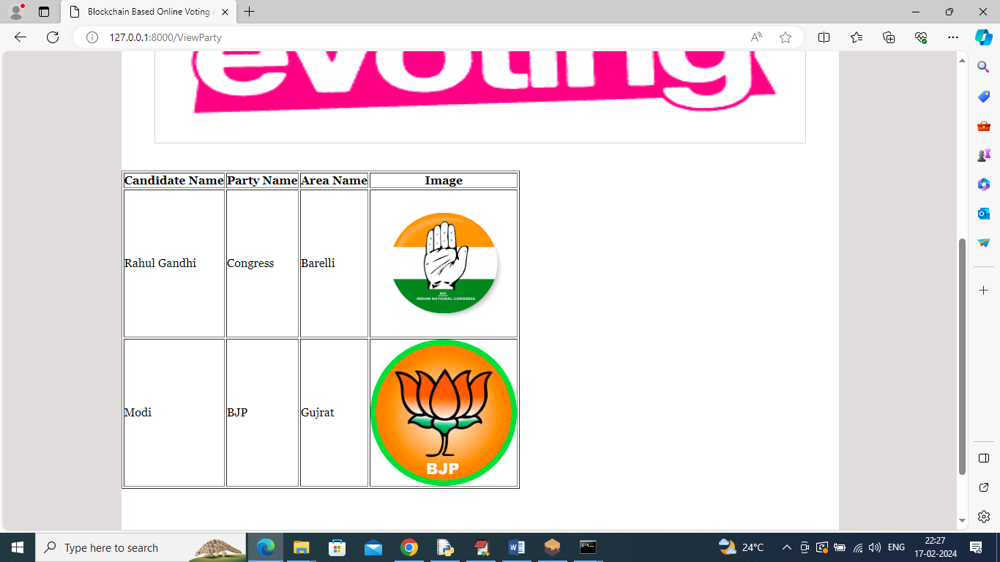 Blockchain Based Online Voting
127.0.0.1:8000/ViewParty
evoting
Candidate Name Party Name Area Name Image
Rahul Gandhi Congress Barelli
INC
INDIAN NATIONAL CONGRESS
Modi BJP Gujrat
BJP
Type here to search
24°C
ENG
22:27
17-02-2024